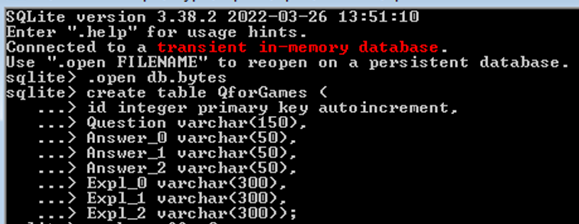 SQLite version 3.38.2 2022-03-26 13:51:10
Enter ".help" for usage hints.
Connected to a transient in-memory database.
Use ".open FILENAME" to reopen on a persistent database.
sqlite> .open db.bytes
sqlite> create table QforGames (
   ...> id integer primary key autoincrement,
   ...> Question varchar(150),
   ...> Answer_0 varchar(50),
   ...> Answer_1 varchar(50),
   ...> Answer_2 varchar(50),
   ...> Expl_0 varchar(300),
   ...> Expl_1 varchar(300),
   ...> Expl_2 varchar(300));